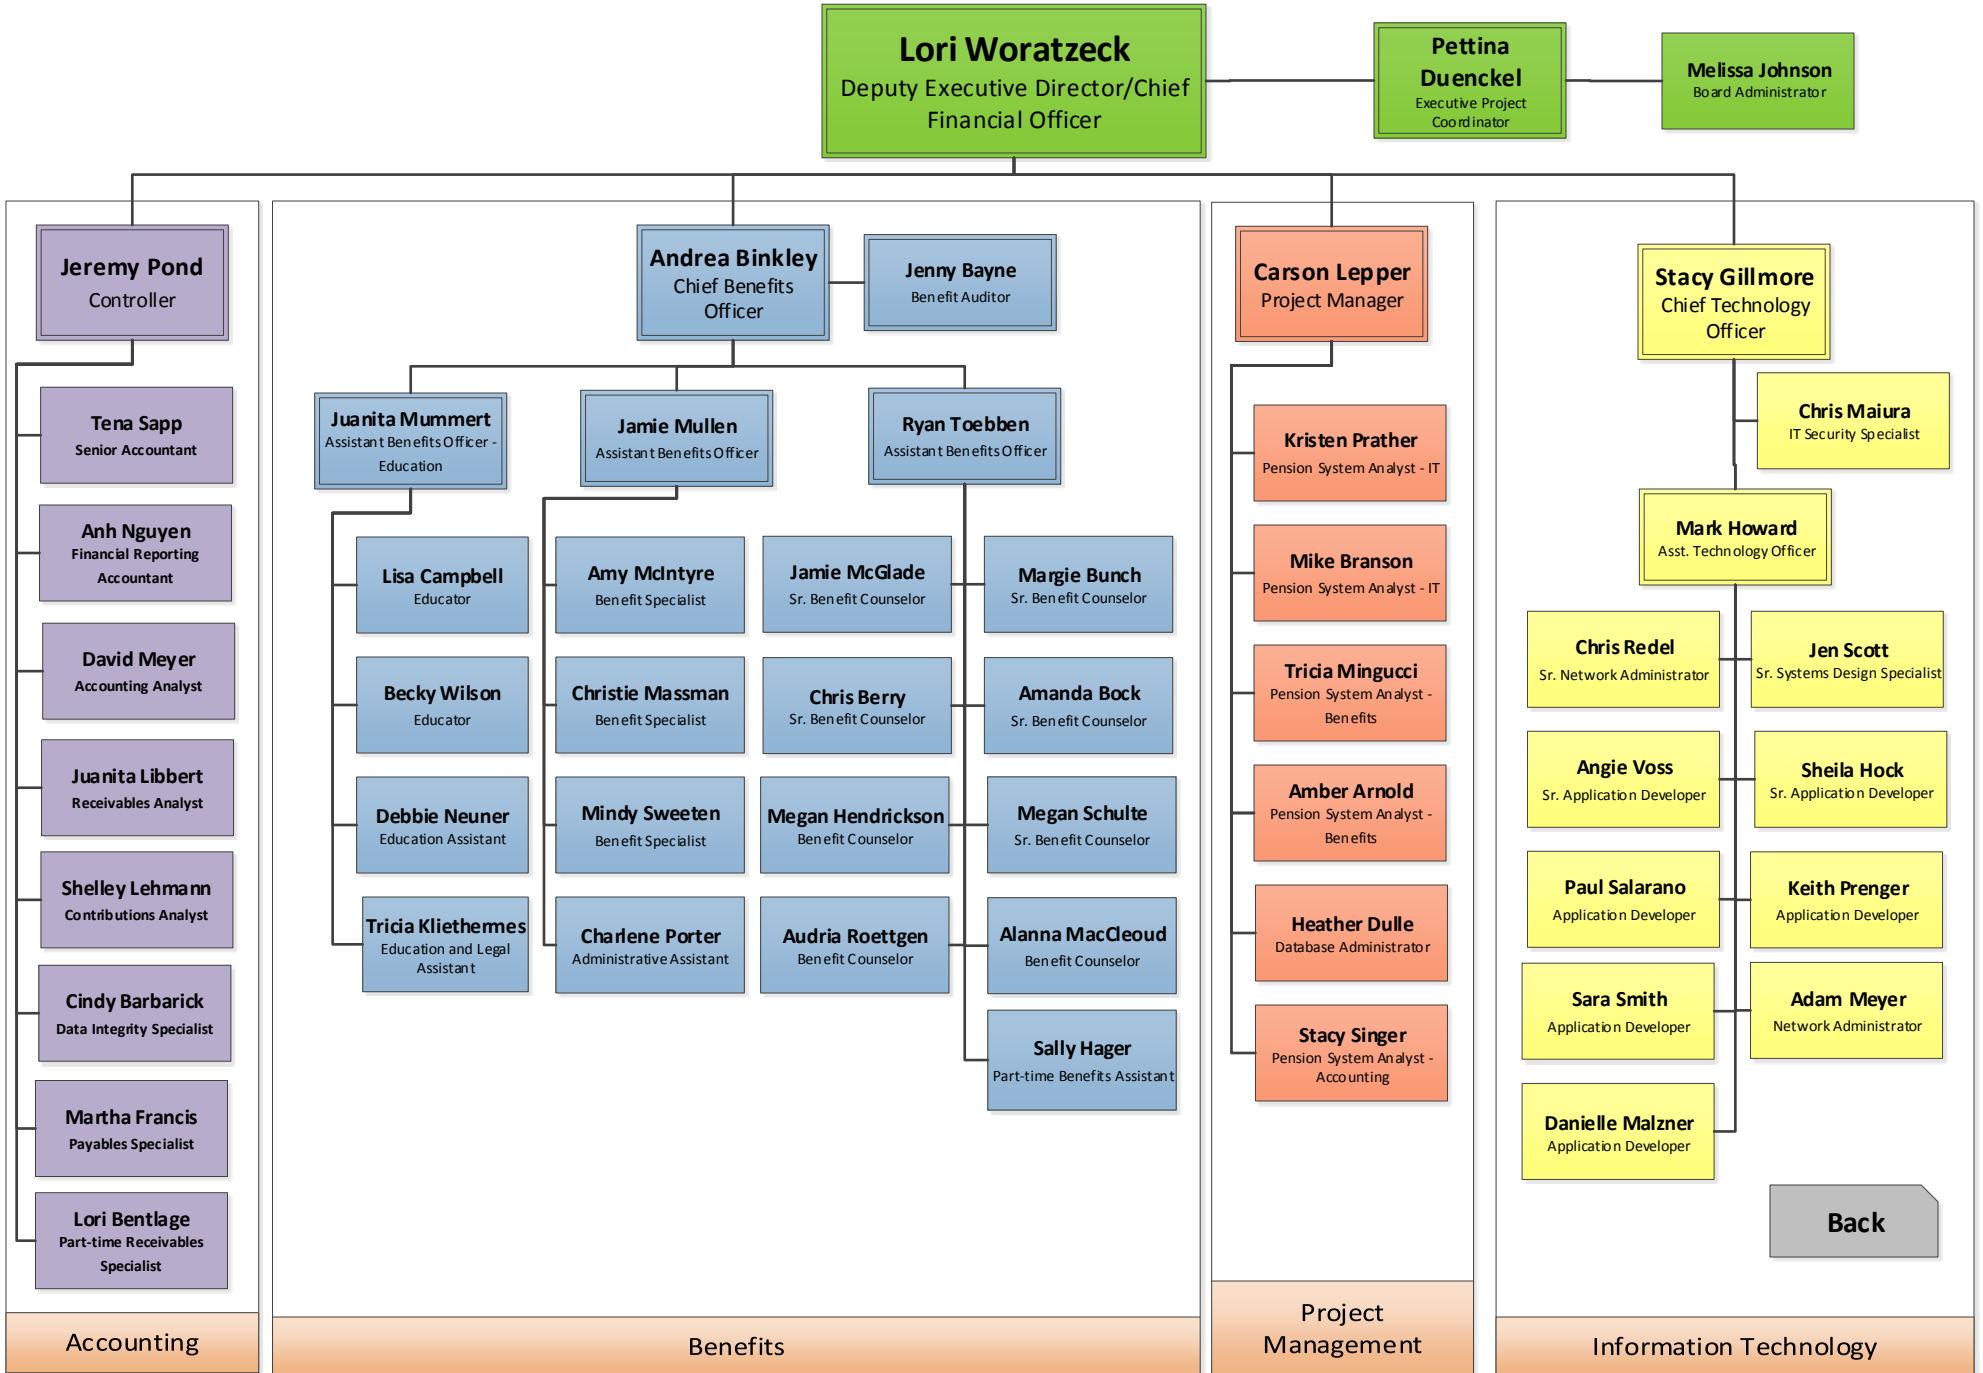 Lori Woratzeck
Deputy Executive Director/Chief
Financial Officer
Pettina
Duenckel
Executive Project
Coordinator
Melissa Johnson
Board Administrator
Jeremy Pond
Controller
Tena Sapp
Senior Accountant
Anh Nguyen
Financial Reporting
Accountant
David Meyer
Accounting Analyst
Juanita Libbert
Receivables Analyst
Shelley Lehmann
Contributions Analyst
Cindy Barbarick
Data Integrity Specialist
Martha Francis
Payables Specialist
Lori Bentlage
Part-time Receivables
Specialist
Accounting
Andrea Binkley
Chief Benefits
Officer
Jenny Bayne
Benefit Auditor
Juanita Mummert
Assistant Benefits Officer -
Education
Lisa Campbell
Educator
Becky Wilson
Educator
Debbie Neuner
Education Assistant
Tricia Kliethermes
Education and Legal
Assistant
Jamie Mullen
Assistant Benefits Officer
Amy McIntyre
Benefit Specialist
Christie Massman
Benefit Specialist
Mindy Sweeten
Benefit Specialist
Charlene Porter
Administrative Assistant
Ryan Toebben
Assistant Benefits Officer
Jamie McGlade
Sr. Benefit Counselor
Margie Bunch
Sr. Benefit Counselor
Chris Berry
Sr. Benefit Counselor
Amanda Bock
Sr. Benefit Counselor
Megan Hendrickson
Benefit Counselor
Megan Schulte
Sr. Benefit Counselor
Audria Roettgen
Benefit Counselor
Alanna MacCleoud
Benefit Counselor
Sally Hager
Part-time Benefits Assistant
Benefits
Carson Lepper
Project Manager
Kristen Prather
Pension System Analyst - IT
Mike Branson
Pension System Analyst - IT
Tricia Mingucci
Pension System Analyst -
Benefits
Amber Arnold
Pension System Analyst -
Benefits
Heather Dulle
Database Administrator
Stacy Singer
Pension System Analyst -
Accounting
Project
Management
Stacy Gillmore
Chief Technology
Officer
Chris Maiura
IT Security Specialist
Mark Howard
Asst. Technology Officer
Chris Redel
Sr. Network Administrator
Jen Scott
Sr. Systems Design Specialist
Angie Voss
Sr. Application Developer
Sheila Hock
Sr. Application Developer
Paul Salarano
Application Developer
Keith Prenger
Application Developer
Sara Smith
Application Developer
Adam Meyer
Network Administrator
Danielle Malzner
Application Developer
Back
Information Technology